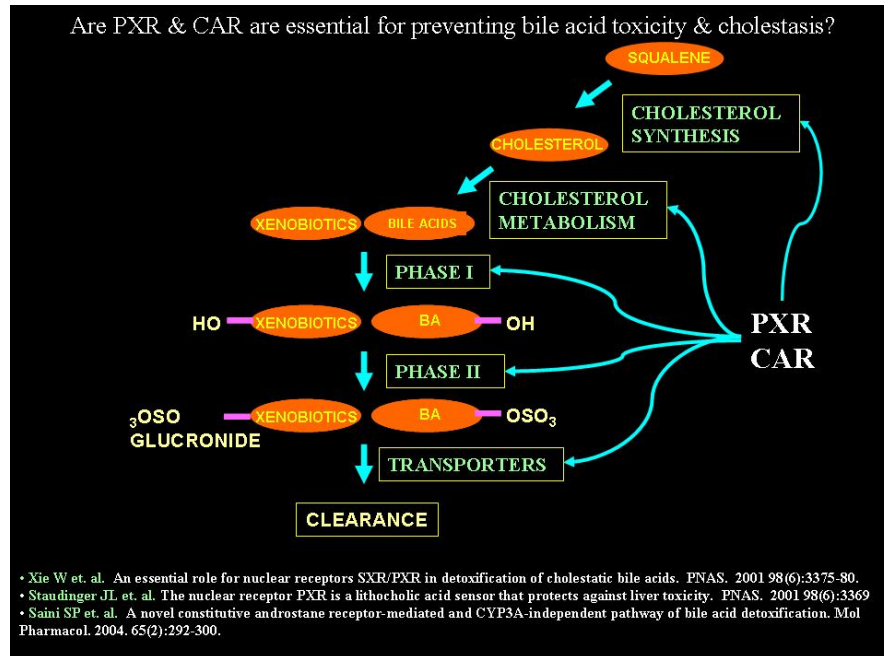 Are PXR & CAR are essential for preventing bile acid toxicity & cholestasis?
SQUALENE
CHOLESTEROL
SYNTHESIS
CHOLESTEROL
CHOLESTEROL
METABOLISM
XENOBIOTICS
BILE ACIDS
PHASE I
PXR
CAR
HO
XENOBIOTICS
BA
OH
PHASE II
₃OSO
GLUCRONIDE
XENOBIOTICS
BA
OSO₃
TRANSPORTERS
CLEARANCE
• Xie W et. al. An essential role for nuclear receptors SXR/PXR in detoxification of cholestatic bile acids. PNAS. 2001 98(6):3375-80.
• Staudinger JL et. al. The nuclear receptor PXR is a lithocholic acid sensor that protects against liver toxicity. PNAS. 2001 98(6):3369
• Saini SP et. al. A novel constitutive androstane receptor-mediated and CYP3A-independent pathway of bile acid detoxification. Mol
Pharmacol. 2004. 65(2):292-300.